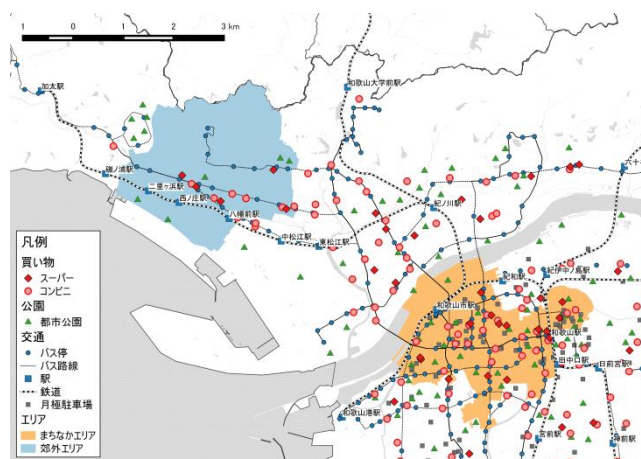 1 0 1 2 3 km
加太駅
和歌山大学前駅
磯ノ浦駅
二里ヶ浜駅
西ノ庄駅
八幡前駅
中松江駅
東松江駅
紀ノ川駅
六十
紀和駅
紀伊中ノ島駅
和歌山市駅
和歌山駅
田中口駅
日前宮駅
和歌山港駅
宮前駅
神前駅
凡例
買い物
スーパー
コンビニ
公園
都市公園
交通
バス停
バス路線
駅
鉄道
月極駐車場
エリア
まちなかエリア
郊外エリア